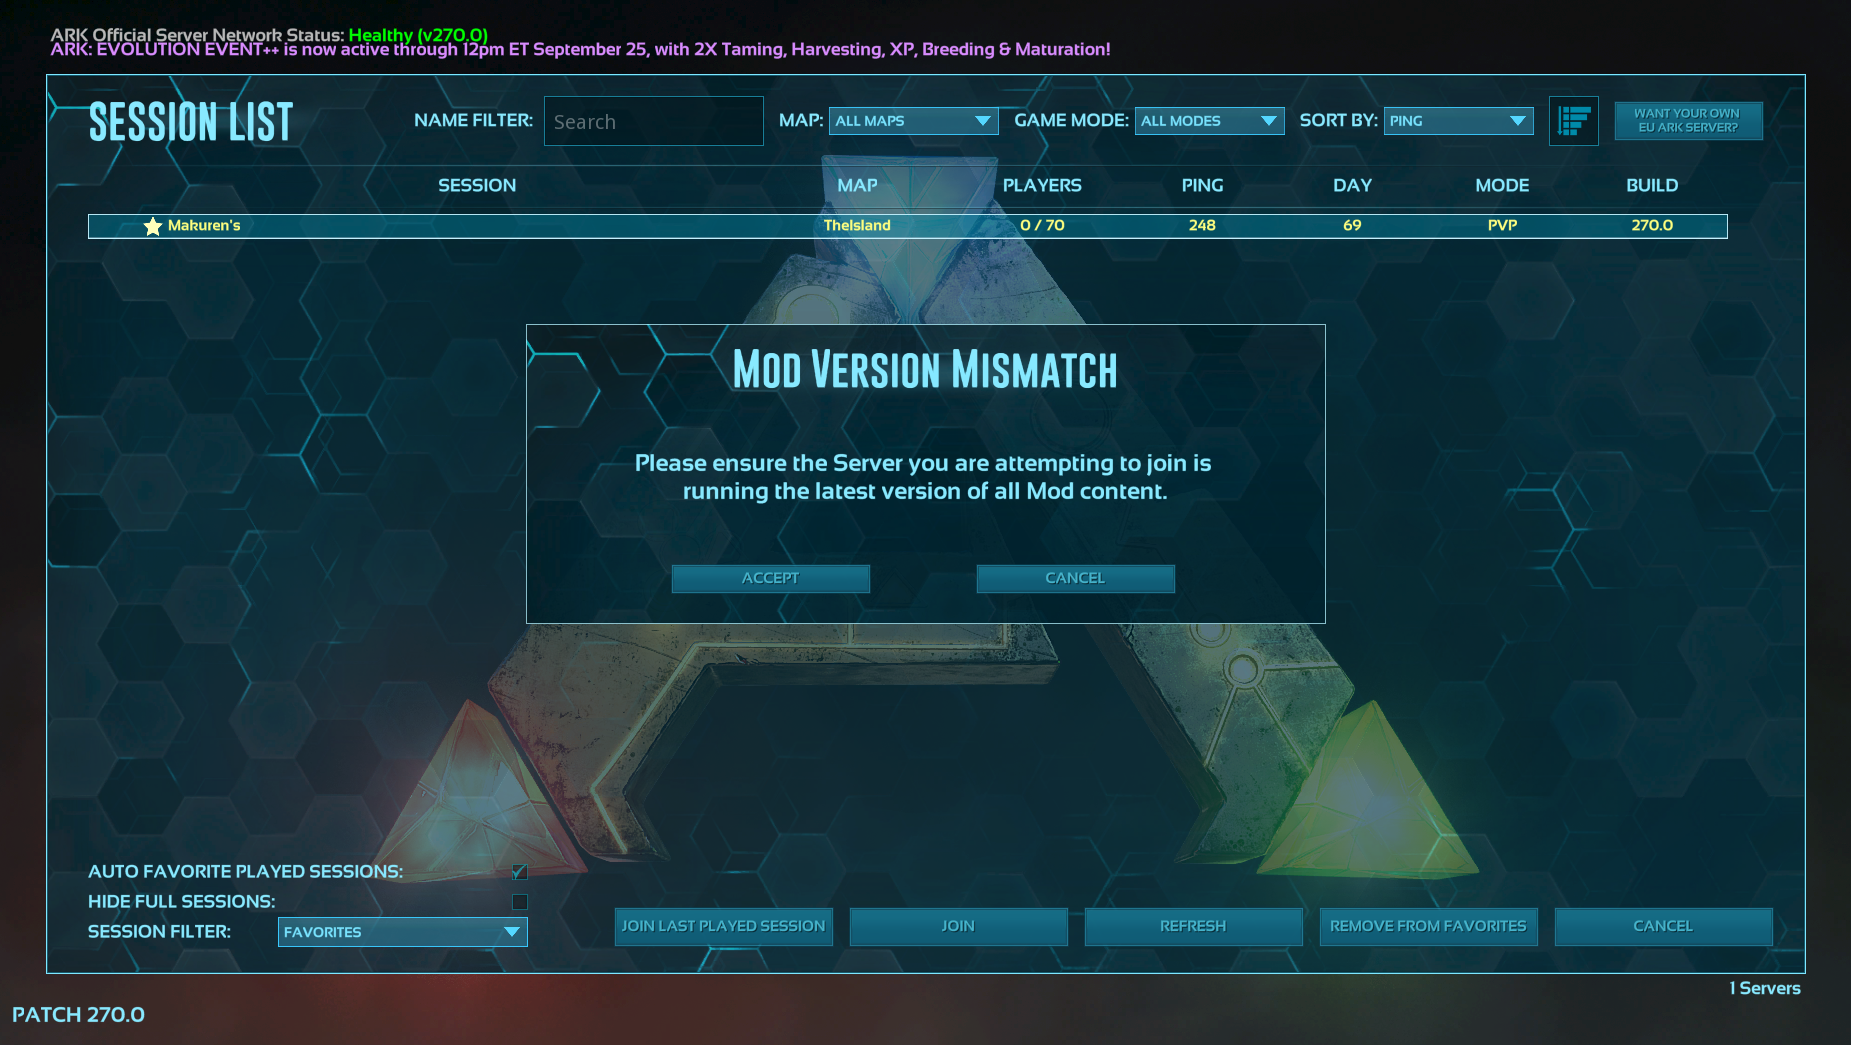 ARK Official Server Network Status: Healthy (v270.0)
ARK: EVOLUTION EVENT++ is now active through 12pm ET September 25, with 2X Taming, Harvesting, XP, Breeding & Maturation!
SESSION LIST
NAME FILTER: Search MAP: ALL MAPS GAME MODE: ALL MODES SORT BY: PING
WANT YOUR OWN
EU ARK SERVER?
SESSION MAP PLAYERS PING DAY MODE BUILD
Makuren's TheIsland 0 / 70 248 69 PVP 270.0
MOD VERSION MISMATCH
Please ensure the Server you are attempting to join is
running the latest version of all Mod content.
ACCEPT CANCEL
AUTO FAVORITE PLAYED SESSIONS:
HIDE FULL SESSIONS:
SESSION FILTER: FAVORITES
JOIN LAST PLAYED SESSION JOIN REFRESH REMOVE FROM FAVORITES CANCEL
1 Servers
PATCH 270.0